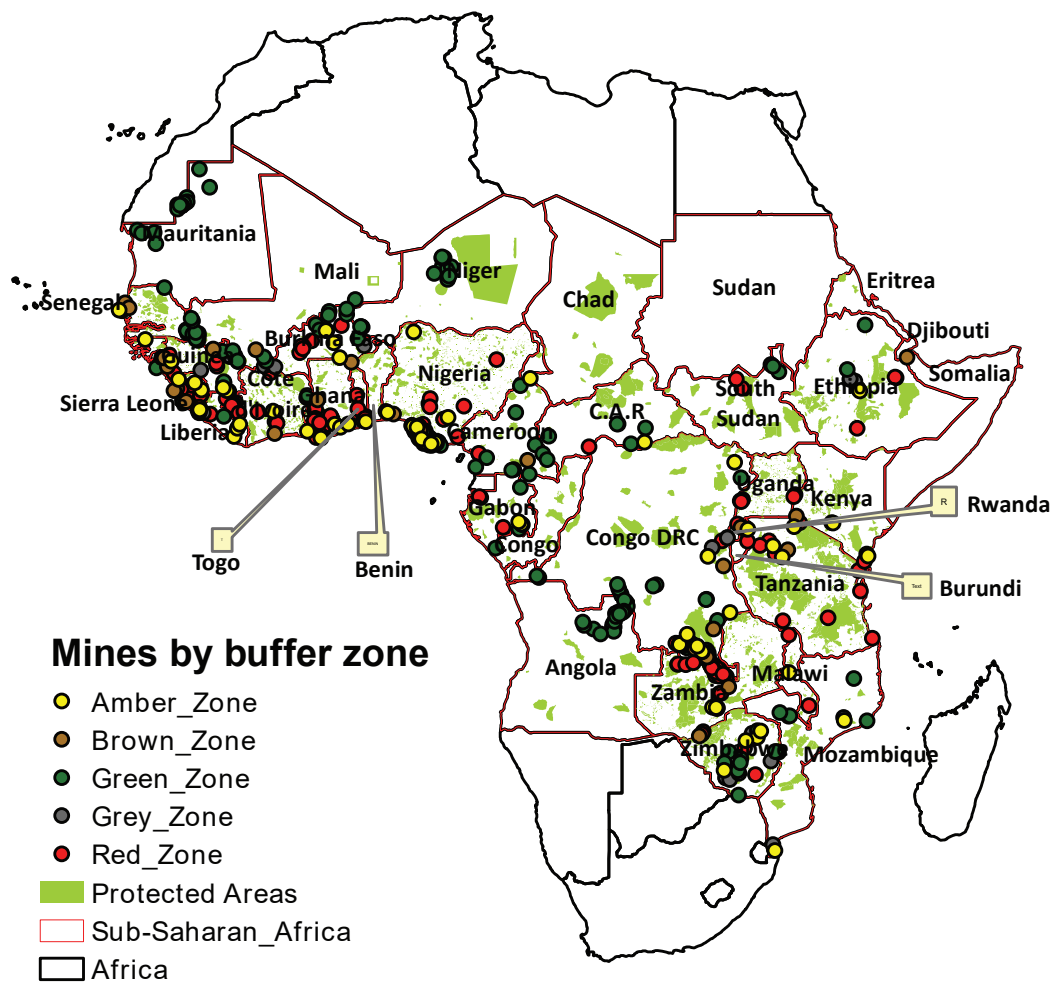 Mauritania
Mali
Niger
Chad
Sudan
Eritrea
Senegal
Djibouti
Burkina Faso
Guinea
Nigeria
Ethiopia
Somalia
Côte
d'Ivoire
Ghana
South
Sudan
Sierra Leone
Liberia
C.A.R
Cameroon
Uganda
Kenya
R
Rwanda
Gabon
Congo
Congo DRC
Togo
BENIN
Benin
Tanzania
Text
Burundi
Angola
Malawi
Zambia
Zimbabwe
Mozambique
Mines by buffer zone
Amber_Zone
Brown_Zone
Green_Zone
Grey_Zone
Red_Zone
Protected Areas
Sub-Saharan_Africa
Africa